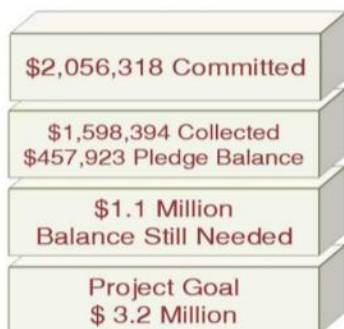 $2,056,318 Committed
$1,598,394 Collected
$457,923 Pledge Balance
$1.1 Million
Balance Still Needed
Project Goal
$ 3.2 Million